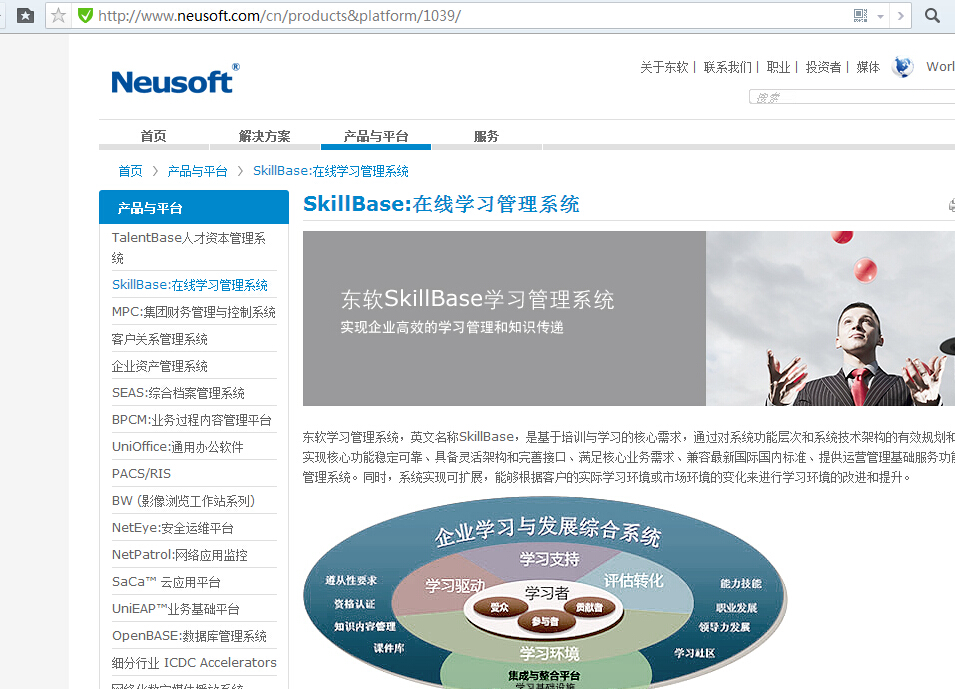 http://www.neusoft.com/cn/products&platform/1039/
Neusoft®
关于东软 | 联系我们 | 职业 | 投资者 | 媒体
搜索
首页 解决方案 产品与平台 服务
首页 > 产品与平台 > SkillBase:在线学习管理系统
产品与平台
TalentBase人才资本管理系
统
SkillBase:在线学习管理系统
MPC:集团财务管理与控制系统
客户关系管理系统
企业资产管理系统
SEAS:综合档案管理系统
BPCM:业务过程内容管理平台
UniOffice:通用办公软件
PACS/RIS
BW (影像浏览工作站系列)
NetEye:安全运维平台
NetPatrol:网络应用监控
SaCa™ 云应用平台
UniEAP™业务基础平台
OpenBASE:数据库管理系统
细分行业 ICDC Accelerators
SkillBase:在线学习管理系统
东软SkillBase学习管理系统
实现企业高效的学习管理和知识传递
东软学习管理系统，英文名称SkillBase，是基于培训与学习的核心需求，通过对系统功能层次和系统技术架构的有效规划和
实现核心功能稳定可靠、具备灵活架构和完善接口、满足核心业务需求、兼容最新国际国内标准、提供运营管理基础服务功
管理系统。同时，系统实现可扩展，能够根据客户的实际学习环境或市场环境的变化来进行学习环境的改进和提升。
企业学习与发展综合系统
学习支持
学习驱动
评估转化
学习者
受众
贡献者
参与者
学习环境
集成与整合平台
学习基础设施
遵从性要求
资格认证
知识内容管理
课件库
能力技能
职业发展
领导力发展
学习社区